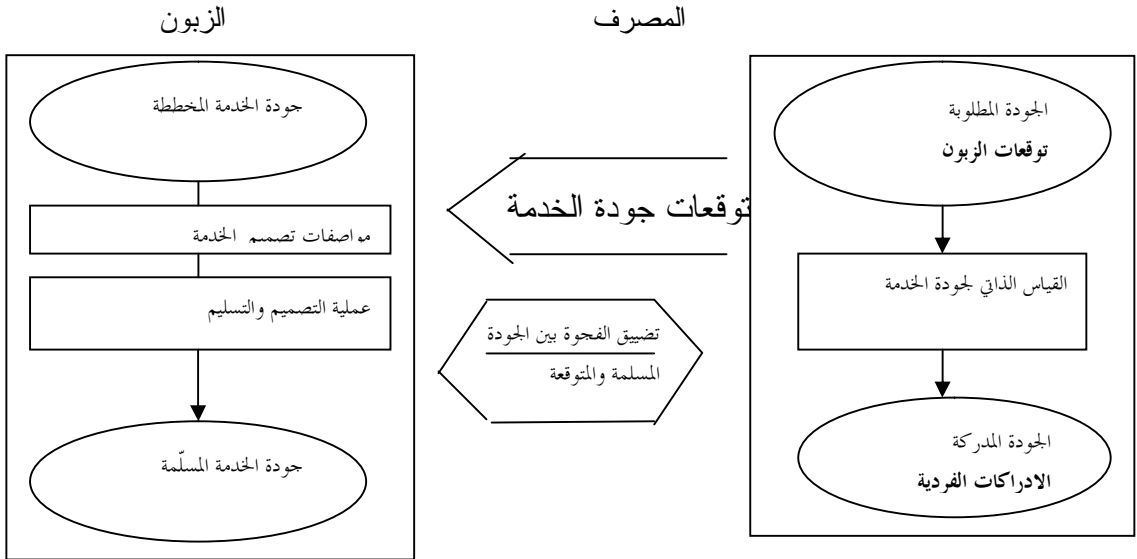 المصرف
الزبون
الجودة المطلوبة
توقعات الزبون
القياس الذاتي لجودة الخدمة
الجودة المدركة
الادراكات الفردية
توقعات جودة الخدمة
تضييق الفجوة بين الجودة
المسلمة والمتوقعة
جودة الخدمة المخططة
مواصفات تصميم الخدمة
عملية التصميم والتسليم
جودة الخدمة المسلّمة